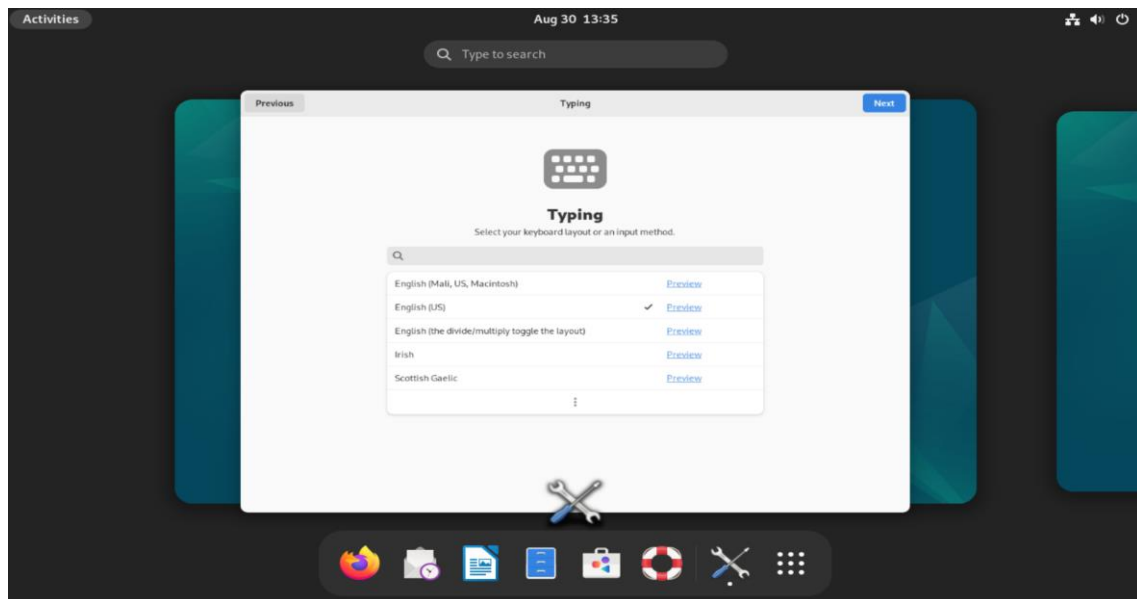 Activities
Aug 30 13:35
Type to search
Previous
Typing
Next
Typing
Select your keyboard layout or an input method.
English (Mali, US, Macintosh) Preview
English (US) Preview
English (the divide/multiply toggle the layout) Preview
Irish Preview
Scottish Gaelic Preview